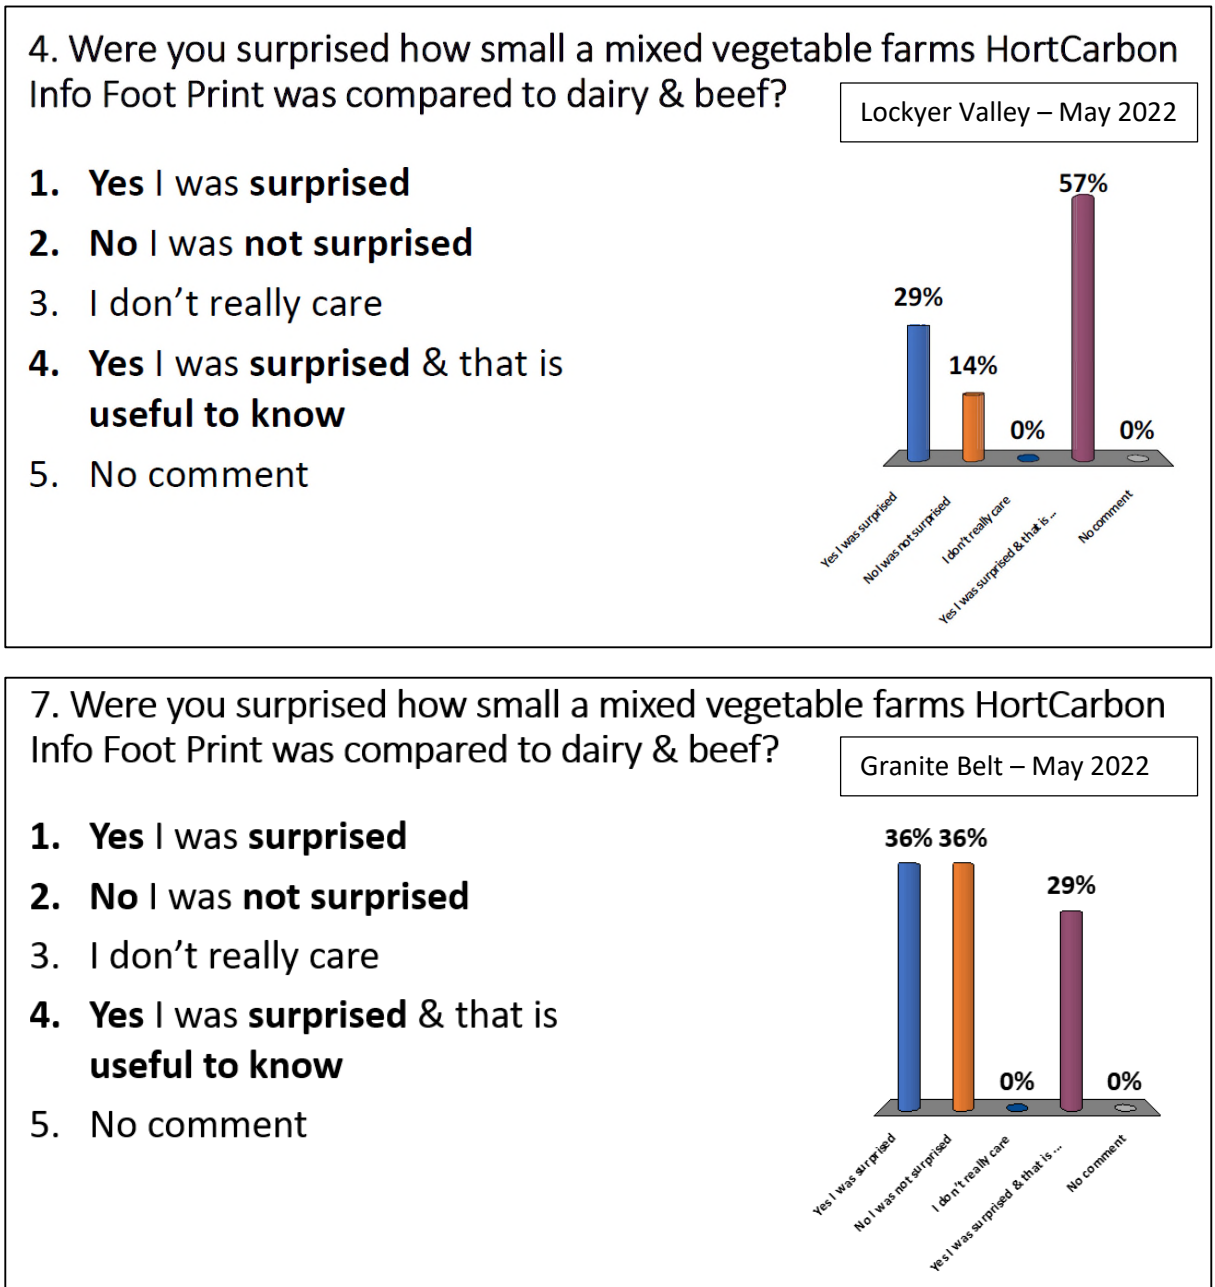 4. Were you surprised how small a mixed vegetable farms HortCarbon
Info Foot Print was compared to dairy & beef?
Lockyer Valley – May 2022
1. Yes I was surprised
2. No I was not surprised
3. I don't really care
4. Yes I was surprised & that is
useful to know
5. No comment
57%
29%
14%
0%
0%
Yes I was surprised
No I was not surprised
I don't really care
Yes I was surprised & that is ...
No comment
7. Were you surprised how small a mixed vegetable farms HortCarbon
Info Foot Print was compared to dairy & beef?
Granite Belt – May 2022
1. Yes I was surprised
2. No I was not surprised
3. I don't really care
4. Yes I was surprised & that is
useful to know
5. No comment
36% 36%
29%
0%
0%
Yes I was surprised
No I was not surprised
I don't really care
Yes I was surprised & that is ...
No comment